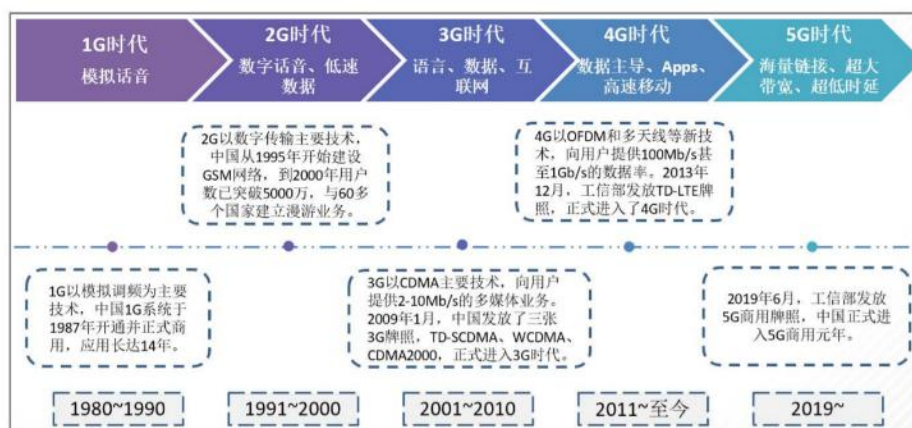 1G时代
模拟话音
2G时代
数字话音、低速
数据
3G时代
语言、数据、互
联网
4G时代
数据主导、Apps、
高速移动
5G时代
海量链接、超大
带宽、超低时延
2G以数字传输主要技术，
中国从1995年开始建设
GSM网络，到2000年用户
数已突破5000万，与60多
个国家建立漫游业务。
4G以OFDM和多天线等新技
术，向用户提供100Mb/s甚
至1Gb/s的数据率。2013年
12月，工信部发放TD-LTE牌
照，正式进入了4G时代。
1G以模拟调频为主要
技术，中国1G系统于
1987年开通并正式商
用，应用长达14年。
3G以CDMA主要技术，向用户
提供2-10Mb/s的多媒体业务。
2009年1月，中国发放了三张
3G牌照，TD-SCDMA、WCDMA、
CDMA2000，正式进入3G时代。
2019年6月，工信部发放
5G商用牌照，中国正式进
入5G商用元年。
1980~1990
1991~2000
2001~2010
2011~至今
2019~